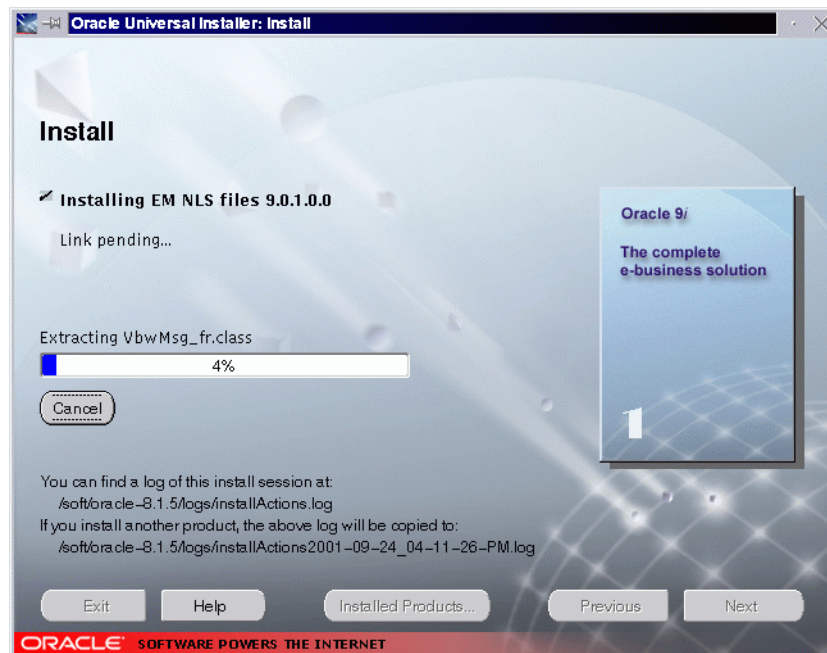 Oracle Universal Installer: Install
Install
Installing EM NLS files 9.0.1.0.0
Link pending...
Oracle 9i
The complete
e-business solution
Extracting VbwMsg_fr.class
4%
Cancel
1
You can find a log of this install session at:
/soft/oracle-8.1.5/logs/installActions.log
If you install another product, the above log will be copied to:
/soft/oracle-8.1.5/logs/installActions2001-09-24_04-11-26-PM.log
Exit Help Installed Products... Previous Next
ORACLE SOFTWARE POWERS THE INTERNET